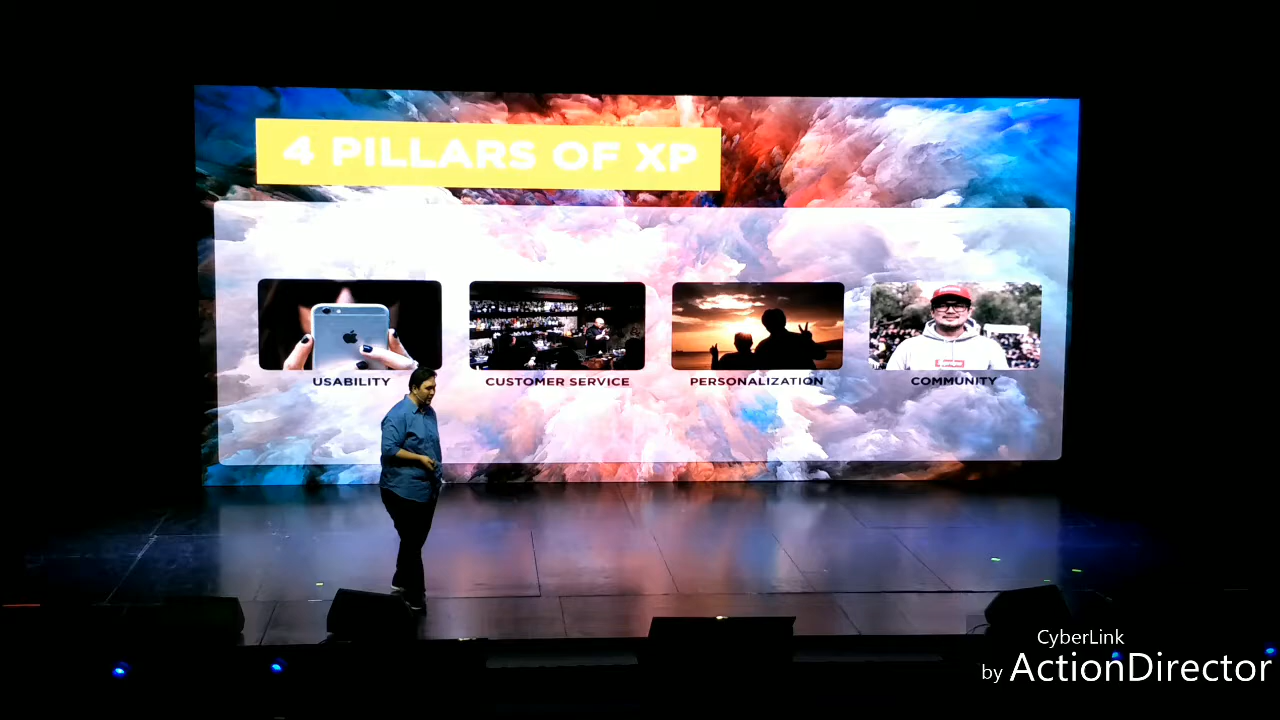 4 PILLARS OF XP
USABILITY
CUSTOMER SERVICE
PERSONALIZATION
COMMUNITY
CyberLink
by ActionDirector